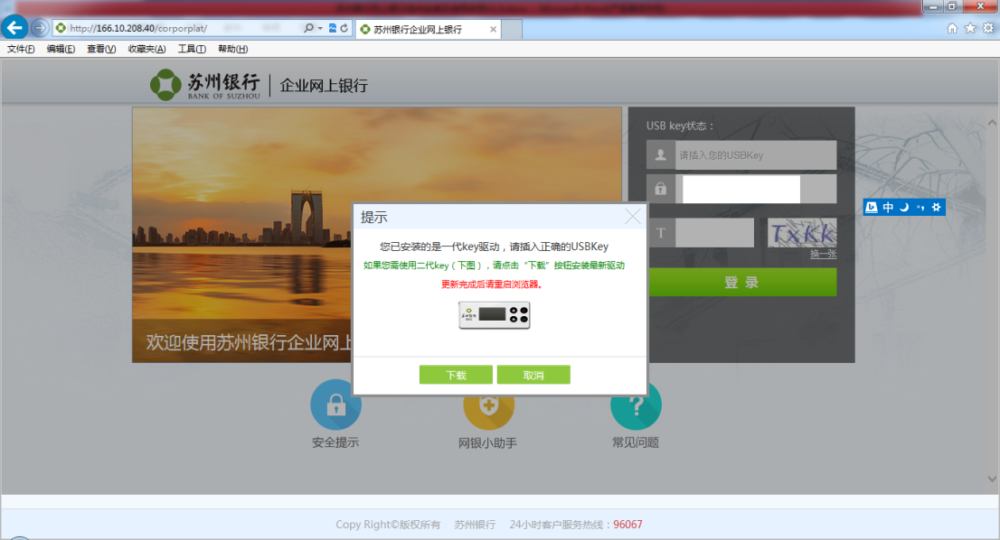 http://166.10.208.40/corporplat/
苏州银行企业网上银行
文件(F) 编辑(E) 查看(V) 收藏夹(A) 工具(T) 帮助(H)
苏州银行 企业网上银行
BANK OF SUZHOU
USB key状态：
请插入您的USBKey
T
TxKk
换一张
登 录
欢迎使用苏州银行企业网上
提示
您已安装的是一代key驱动，请插入正确的USBKey
如果您需使用二代key（下图），请点击“下载”按钮安装最新驱动
更新完成后请重启浏览器。
下载 取消
中
安全提示 网银小助手 常见问题
Copy Right©版权所有 苏州银行 24小时客户服务热线：96067